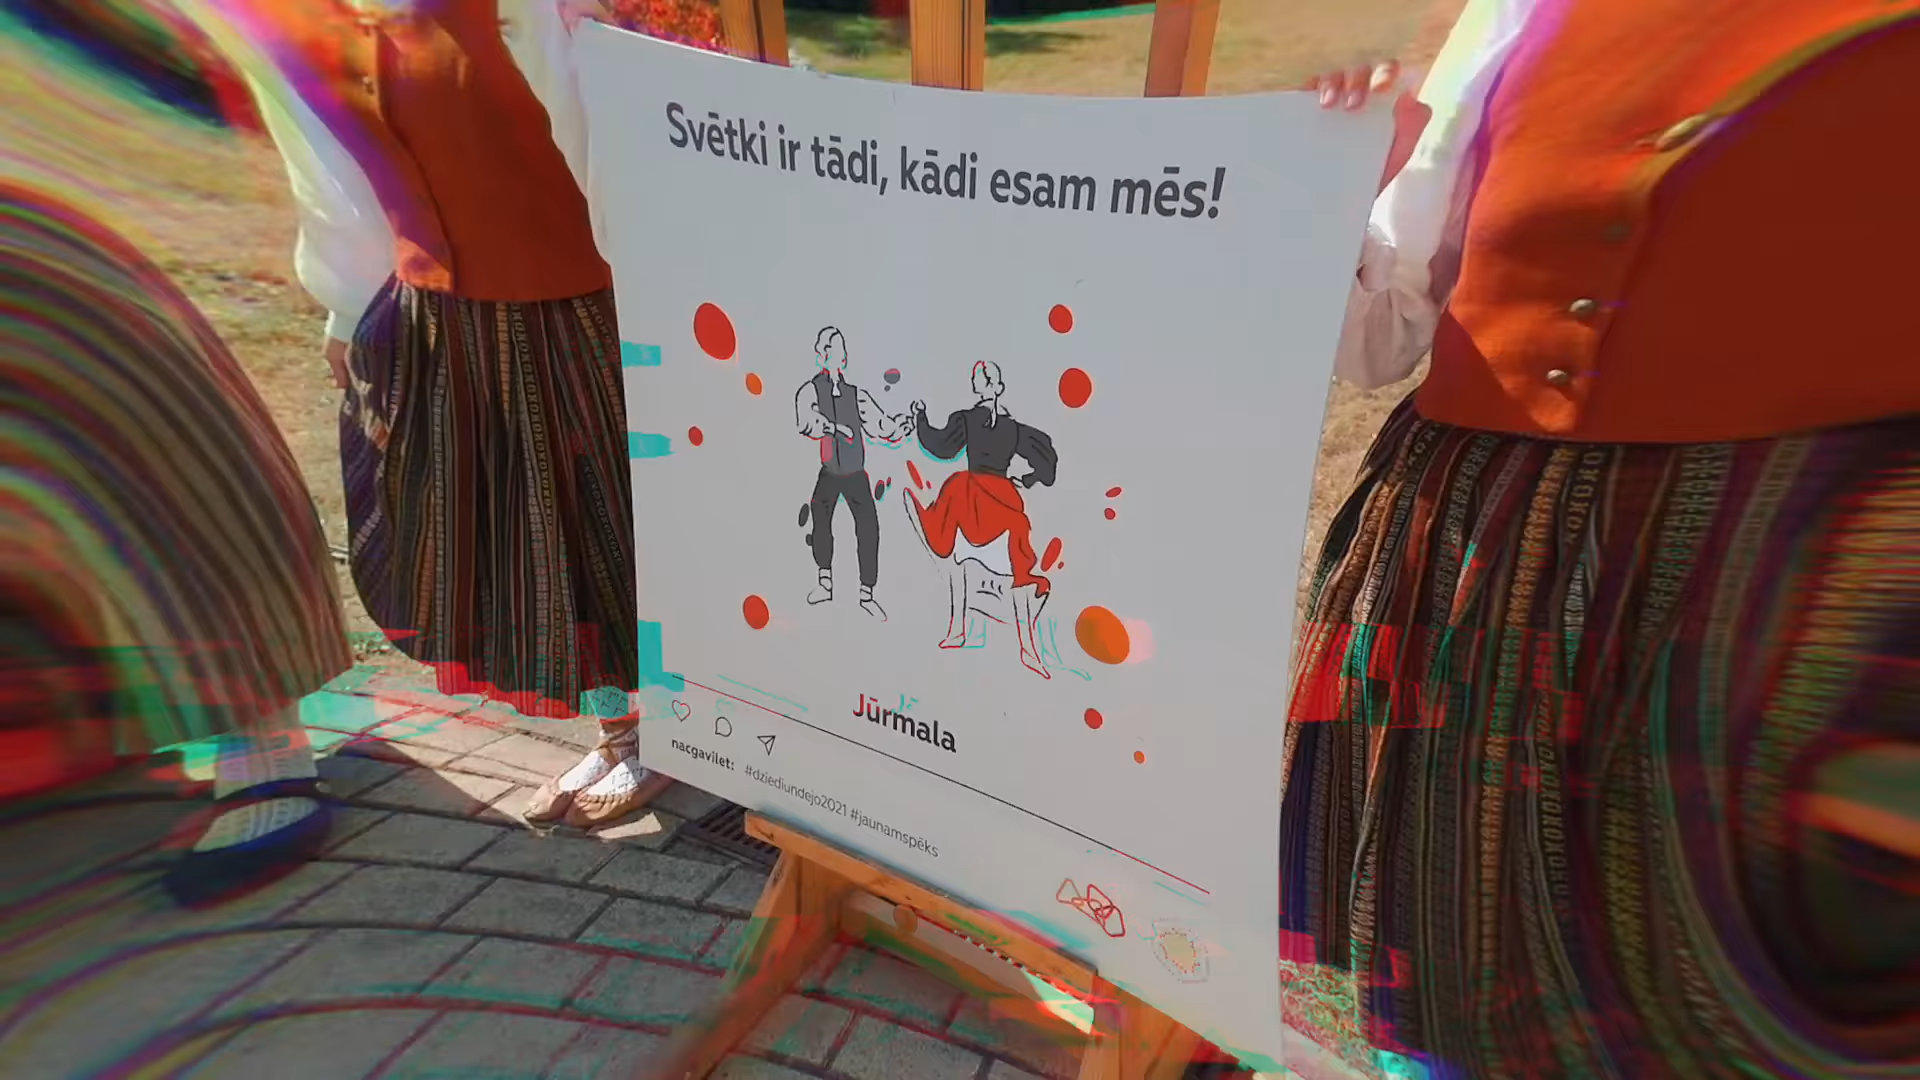 Svētki ir tādi, kādi esam mēs!
Jūrmala
nacgavilet: #dziediundejo2021 #jaunamspēks